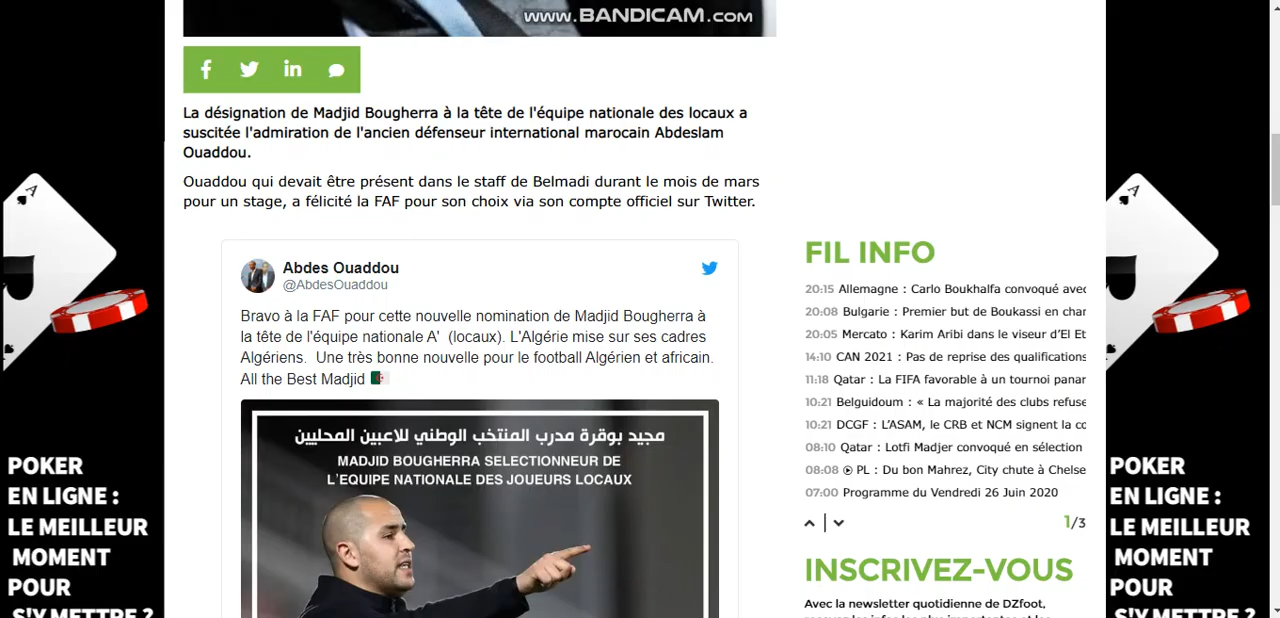 www.BANDICAM.com
La désignation de Madjid Bougherra à la tête de l'équipe nationale des locaux a
suscitée l'admiration de l'ancien défenseur international marocain Abdeslam
Ouaddou.
Ouaddou qui devait être présent dans le staff de Belmadi durant le mois de mars
pour un stage, a félicité la FAF pour son choix via son compte officiel sur Twitter.
Abdes Ouaddou
@AbdesOuaddou
Bravo à la FAF pour cette nouvelle nomination de Madjid Bougherra à
la tête de l'équipe nationale A' (locaux). L'Algérie mise sur ses cadres
Algériens. Une très bonne nouvelle pour le football Algérien et africain.
All the Best Madjid
مجيد بوقرة مدرب المنتخب الوطني للاعبين المحليين
MADJID BOUGHERRA SELECTIONNEUR DE
L'EQUIPE NATIONALE DES JOUEURS LOCAUX
FIL INFO
20:15 Allemagne : Carlo Boukhalfa convoqué avec
20:08 Bulgarie : Premier but de Boukassi en char
20:05 Mercato : Karim Aribi dans le viseur d'El Et
14:10 CAN 2021 : Pas de reprise des qualifications
11:18 Qatar : La FIFA favorable à un tournoi panar
10:21 Belguidoum : « La majorité des clubs refuse
10:21 DCGF : L'ASAM, le CRB et NCM signent la co
08:10 Qatar : Lotfi Madjer convoqué en sélection
08:08 PL : Du bon Mahrez, City chute à Chelse
07:00 Programme du Vendredi 26 Juin 2020
1/3
INSCRIVEZ-VOUS
Avec la newsletter quotidienne de DZfoot,
A
POKER
EN LIGNE :
LE MEILLEUR
MOMENT
POUR
S'Y METTRE ?
A
POKER
EN LIGNE :
LE MEILLEUR
MOMENT
POUR
S'Y METTRE ?